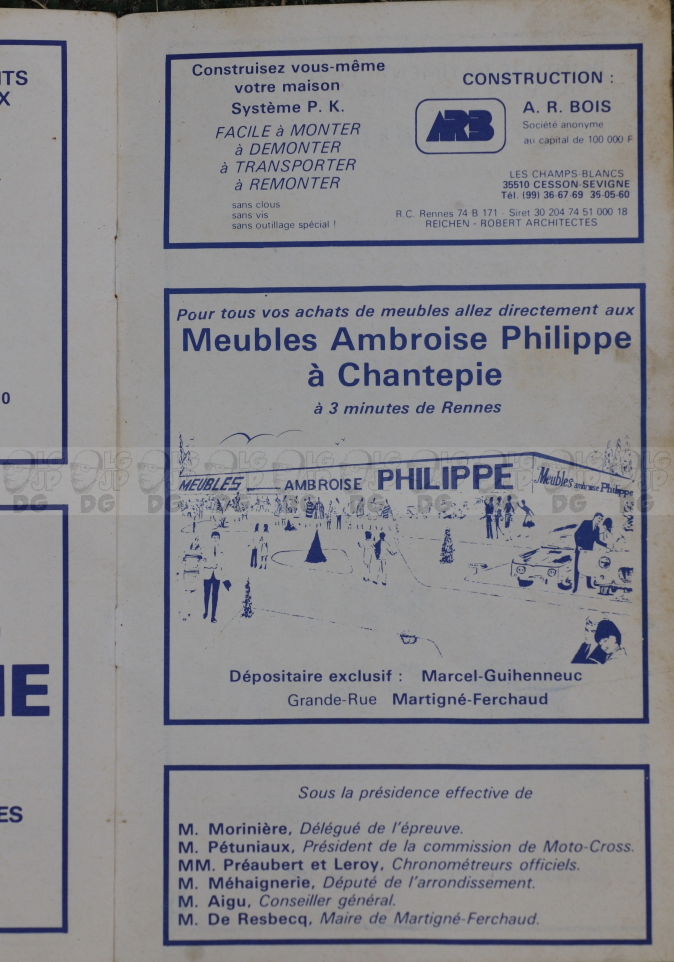 ITS
X
0
IE
ES
Construisez vous-même
votre maison
Système P. K.
FACILE à MONTER
à DEMONTER
à TRANSPORTER
à REMONTER
sans clous
sans vis
sans outillage spécial !
CONSTRUCTION :
ARB
A. R. BOIS
Société anonyme
au capital de 100 000 F
LES CHAMPS-BLANCS
35510 CESSON-SEVIGNE
Tél. (99) 36-67-69 36-05-60
R.C. Rennes 74 B 171 - Siret 30 204 74 51 000 18
REICHEN - ROBERT ARCHITECTES
Pour tous vos achats de meubles allez directement aux
Meubles Ambroise Philippe
à Chantepie
à 3 minutes de Rennes
MEUBLES AMBROISE PHILIPPE
Meubles ambroise Philippe
Dépositaire exclusif : Marcel-Guihenneuc
Grande-Rue Martigné-Ferchaud
Sous la présidence effective de
M. Morinière, Délégué de l'épreuve.
M. Pétuniaux, Président de la commission de Moto-Cross.
MM. Préaubert et Leroy, Chronométreurs officiels.
M. Méhaignerie, Député de l'arrondissement.
M. Aigu, Conseiller général.
M. De Resbecq, Maire de Martigné-Ferchaud.